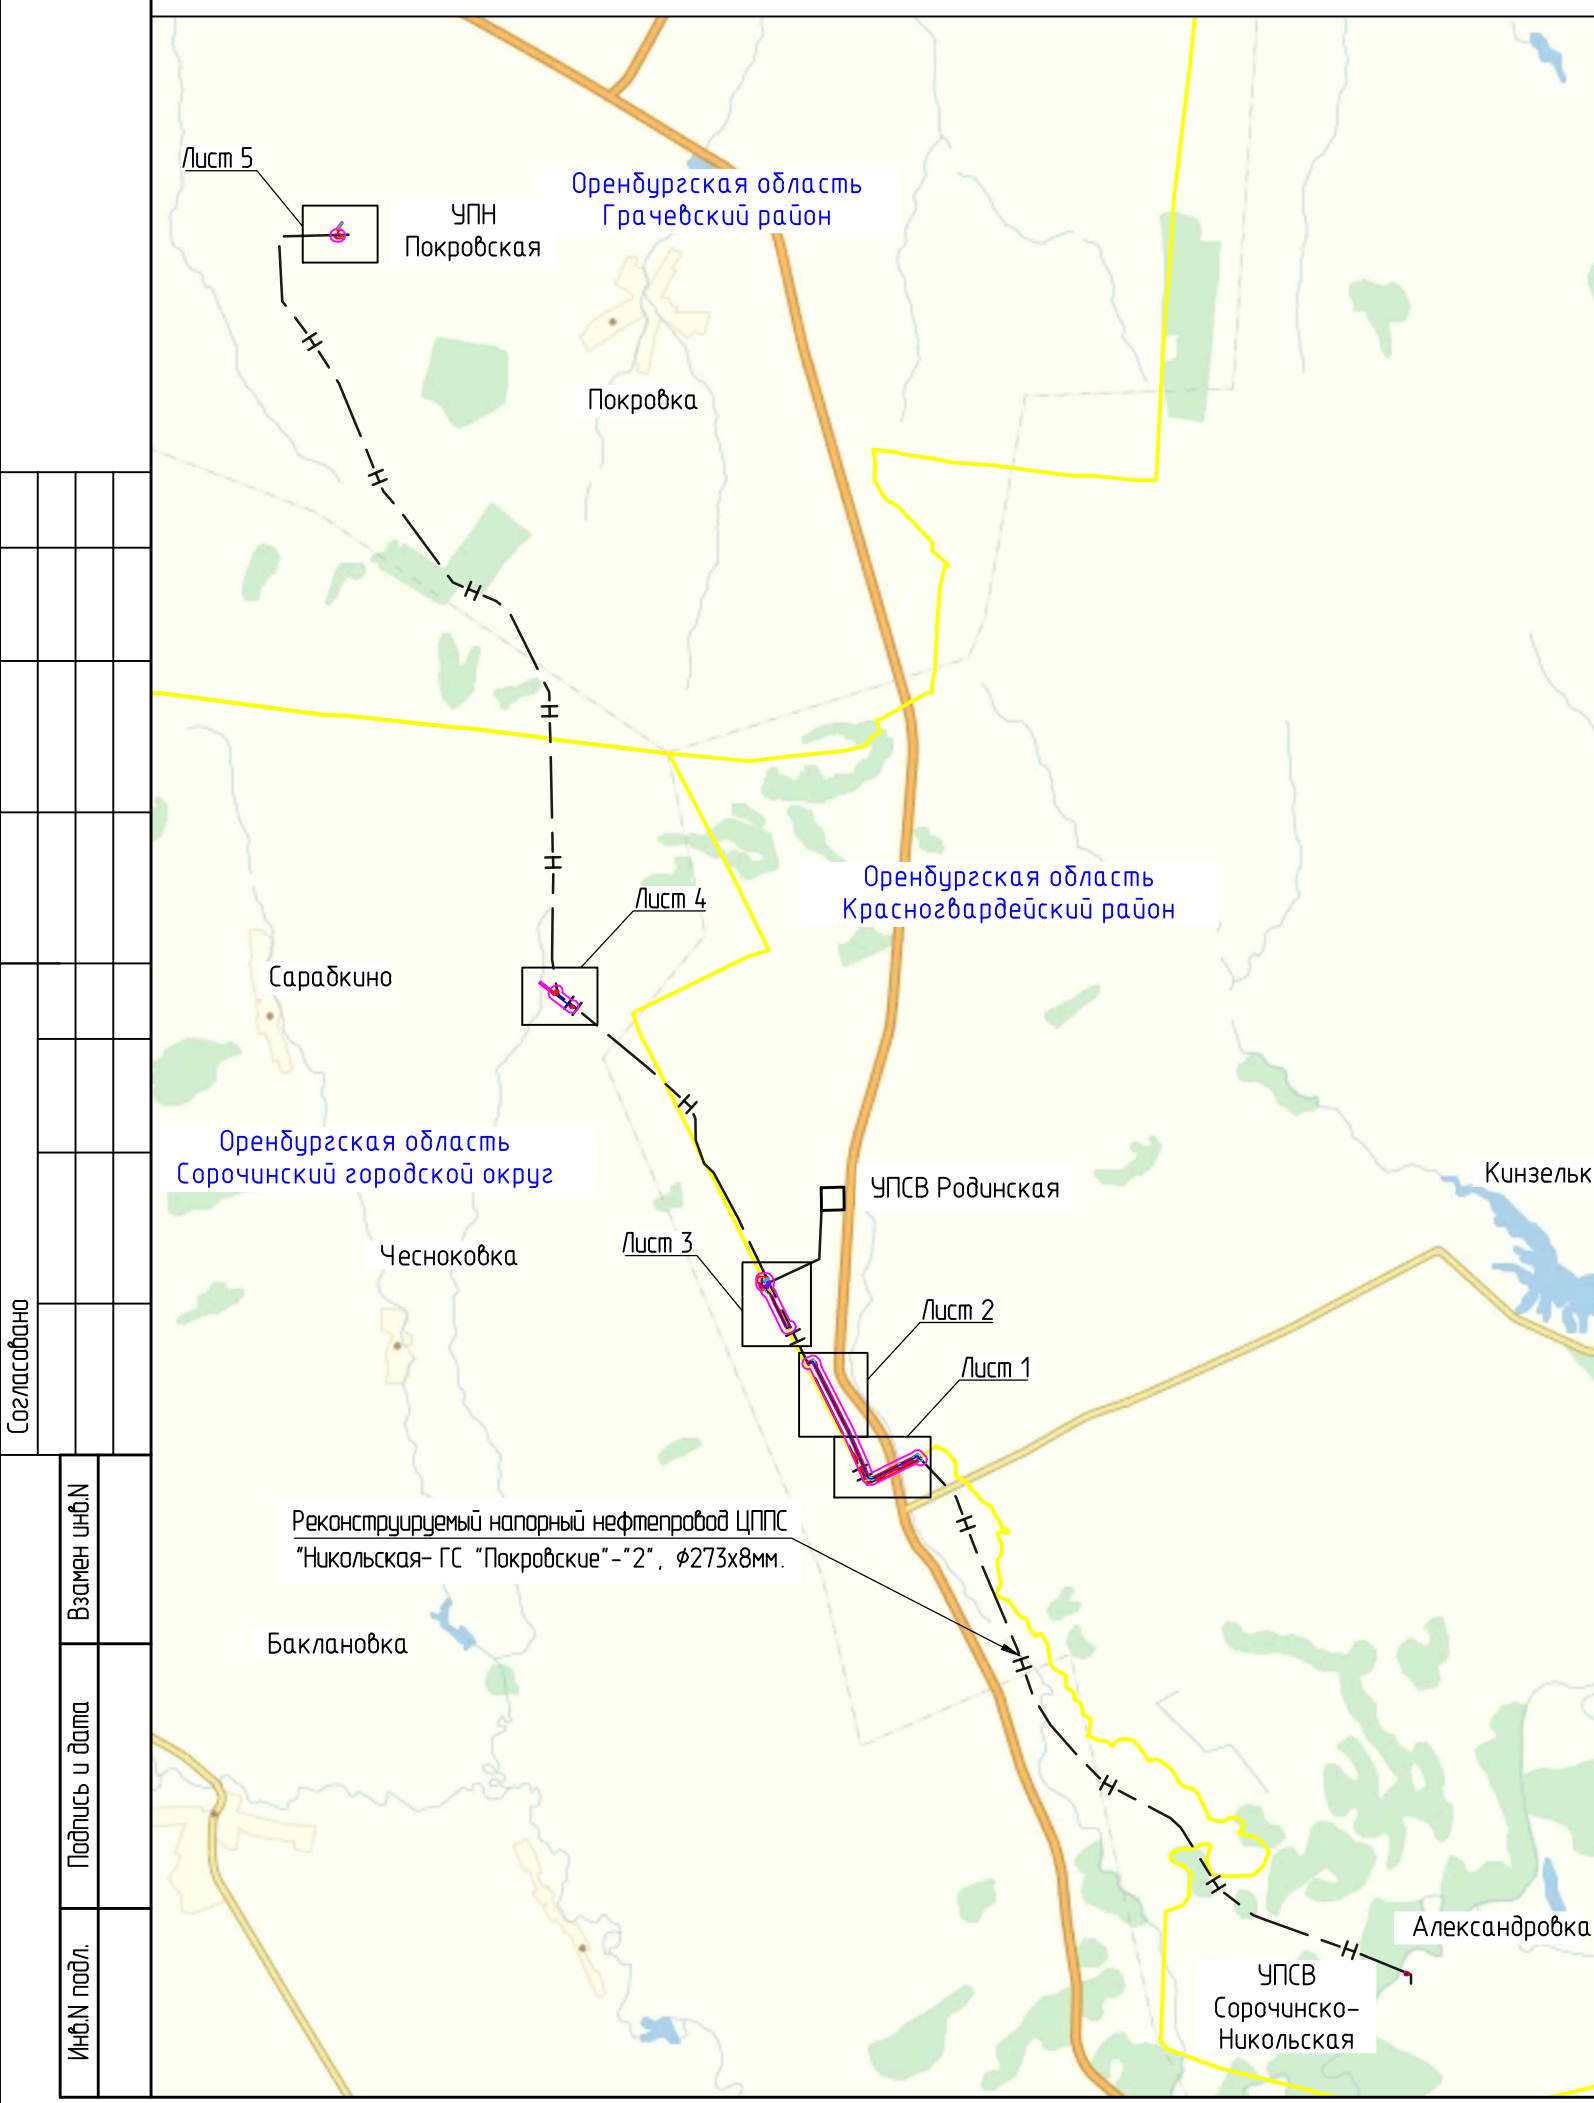 Лист 5
УПН
Покровская
Оренбургская область
Грачевский район
Покровка
Оренбургская область
Красногвардейский район
Лист 4
Сарабкино
Оренбургская область
Сорочинский городской округ
Кинзельк
УПСВ Родинская
Чесноковка
Лист 3
Лист 2
Лист 1
Реконструируемый напорный нефтепровод ЦППС
"Никольская- ГС "Покровские"-"2", ϕ273х8мм.
Баклановка
Александровка
УПСВ
Сорочинско-
Никольская
Н
Н
Н
Н
Н
Н
Н
Н
Н
Н
Н
Н
Н
Н
Согласовано
Взамен инв.N
Подпись и дата
Инв.N подл.